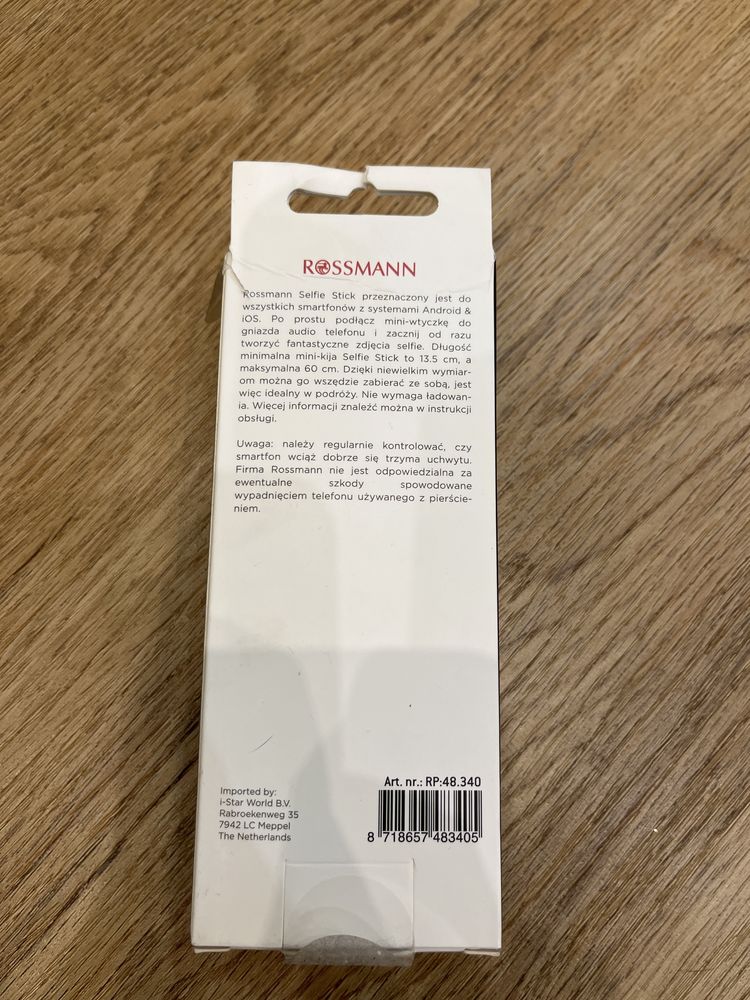 ROSSMANN
Rossmann Selfie Stick przeznaczony jest do
wszystkich smartfonów z systemami Android &
iOS. Po prostu podłącz mini-wtyczkę do
gniazda audio telefonu i zacznij od razu
tworzyć fantastyczne zdjęcia selfie. Długość
minimalna mini-kija Selfie Stick to 13.5 cm, a
maksymalna 60 cm. Dzięki niewielkim wymiar-
om można go wszędzie zabierać ze sobą, jest
więc idealny w podróży. Nie wymaga ładowan-
ia. Więcej informacji znaleźć można w instrukcji
obsługi.
Uwaga: należy regularnie kontrolować, czy
smartfon wciąż dobrze się trzyma uchwytu.
Firma Rossmann nie jest odpowiedzialna za
ewentualne szkody spowodowane
wypadnięciem telefonu używanego z pierście-
niem.
Imported by:
i-Star World B.V.
Rabroekenweg 35
7942 LC Meppel
The Netherlands
Art. nr.: RP:48.340
8 718657 483405